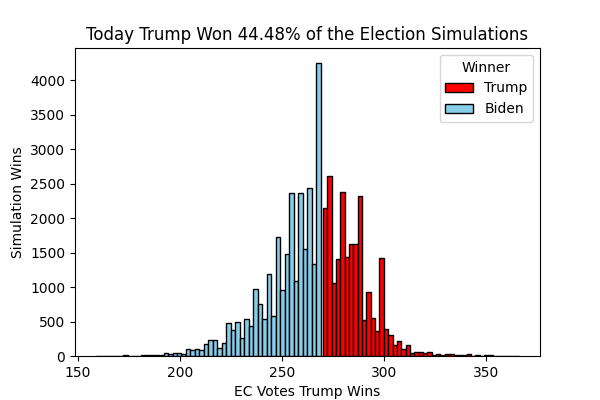 Today Trump Won 44.48% of the Election Simulations
Winner
Trump
Biden
4000
3500
3000
2500
2000
1500
1000
500
0
Simulation Wins
150 200 250 300 350
EC Votes Trump Wins